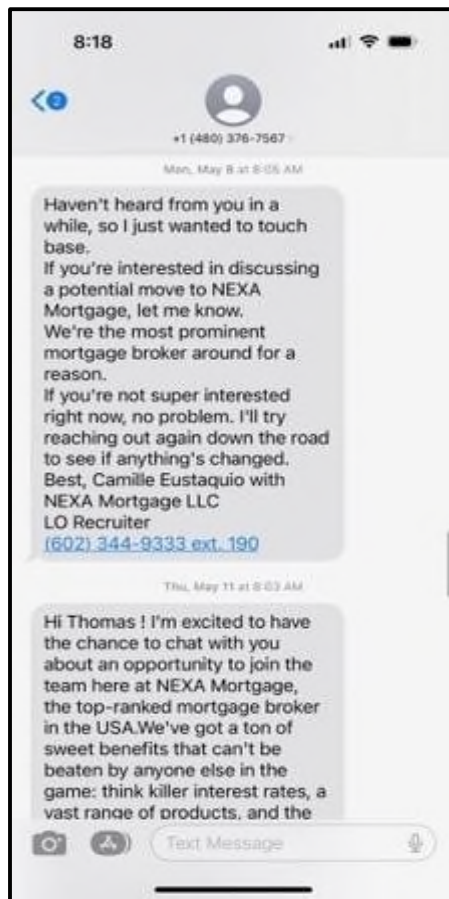 8:18
2
+1 (480) 376-7567
Mon, May 8 at 8:05 AM
Haven't heard from you in a
while, so I just wanted to touch
base.
If you're interested in discussing
a potential move to NEXA
Mortgage, let me know.
We're the most prominent
mortgage broker around for a
reason.
If you're not super interested
right now, no problem. I'll try
reaching out again down the road
to see if anything's changed.
Best, Camille Eustaquio with
NEXA Mortgage LLC
LO Recruiter
(602) 344-9333 ext. 190
Thu, May 11 at 8:03 AM
Hi Thomas ! I'm excited to have
the chance to chat with you
about an opportunity to join the
team here at NEXA Mortgage,
the top-ranked mortgage broker
in the USA.We've got a ton of
sweet benefits that can't be
beaten by anyone else in the
game: think killer interest rates, a
vast range of products, and the
Text Message